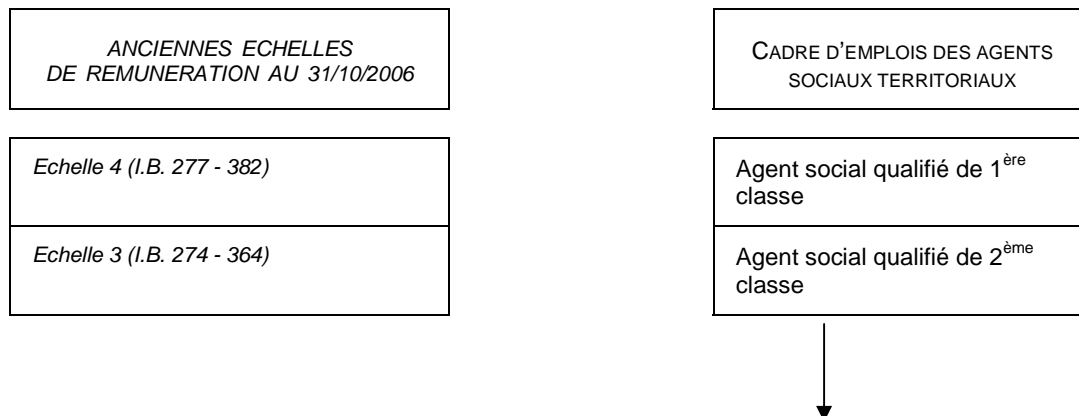 ANCIENNES ECHELLES
DE REMUNERATION AU 31/10/2006
CADRE D'EMPLOIS DES AGENTS
SOCIAUX TERRITORIAUX
Echelle 4 (I.B. 277 - 382)
Agent social qualifié de 1ère
classe
Echelle 3 (I.B. 274 - 364)
Agent social qualifié de 2ème
classe